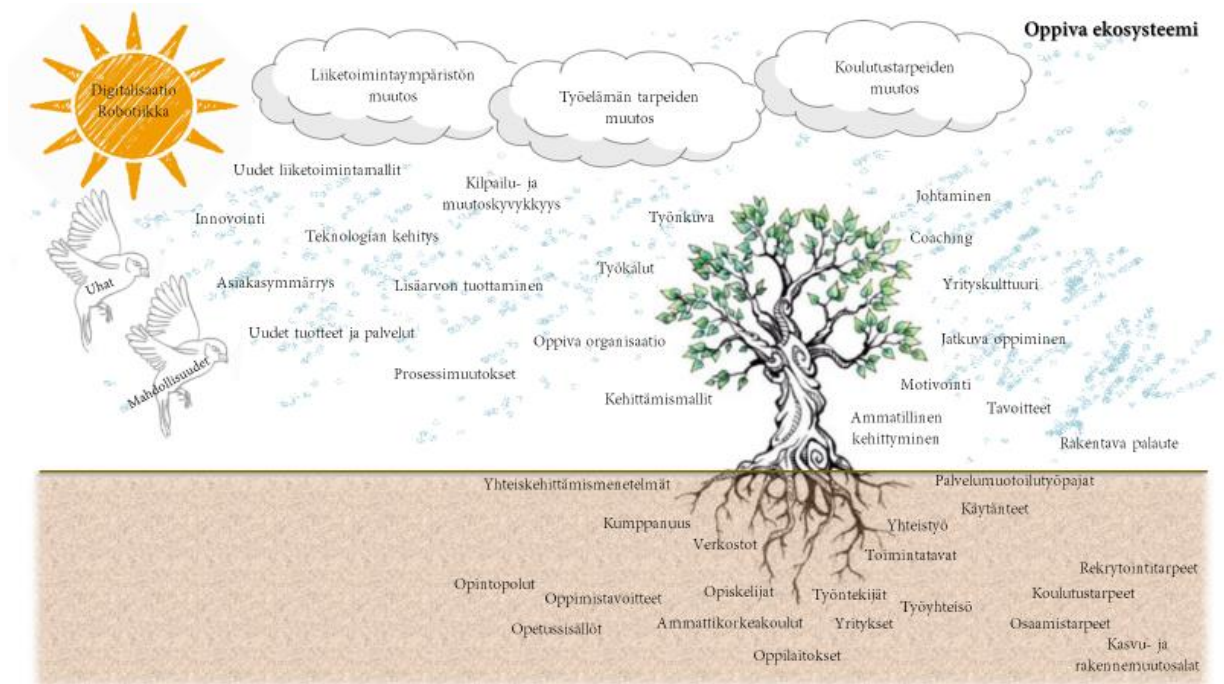 Oppiva ekosysteemi
Digitalisaatio
Robotiikka
Liiketoimintaympäristön
muutos
Työelämän tarpeiden
muutos
Koulutustarpeiden
muutos
Uudet liiketoimintamallit
Kilpailu- ja
muutoskyvykkyys
Innovointi
Teknologian kehitys
Asiakasymmärrys
Lisäarvon tuottaminen
Uudet tuotteet ja palvelut
Prosessimuutokset
Uhat
Mahdollisuudet
Työnkuva
Työkalut
Oppiva organisaatio
Kehittämismallit
Johtaminen
Coaching
Yrityskulttuuri
Jatkuva oppiminen
Motivointi
Tavoitteet
Ammatillinen
kehittyminen
Rakentava palaute
Yhteiskehittämismenetelmät
Kumppanuus
Verkostot
Palvelumuotoilutyöpajat
Käytänteet
Yhteistyö
Toimintatavat
Opintopolut
Oppimistavoitteet
Opetussisällöt
Opiskelijat
Työntekijät
Työyhteisö
Ammattikorkeakoulut
Yritykset
Oppilaitokset
Rekrytointitarpeet
Koulutustarpeet
Osaamistarpeet
Kasvu- ja
rakennemuutosalat